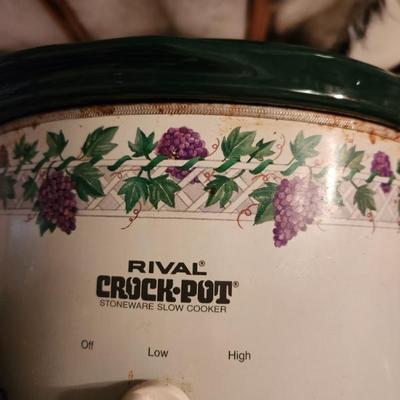 RIVAL®
CROCK·POT®
STONEWARE SLOW COOKER
Off
Low
High